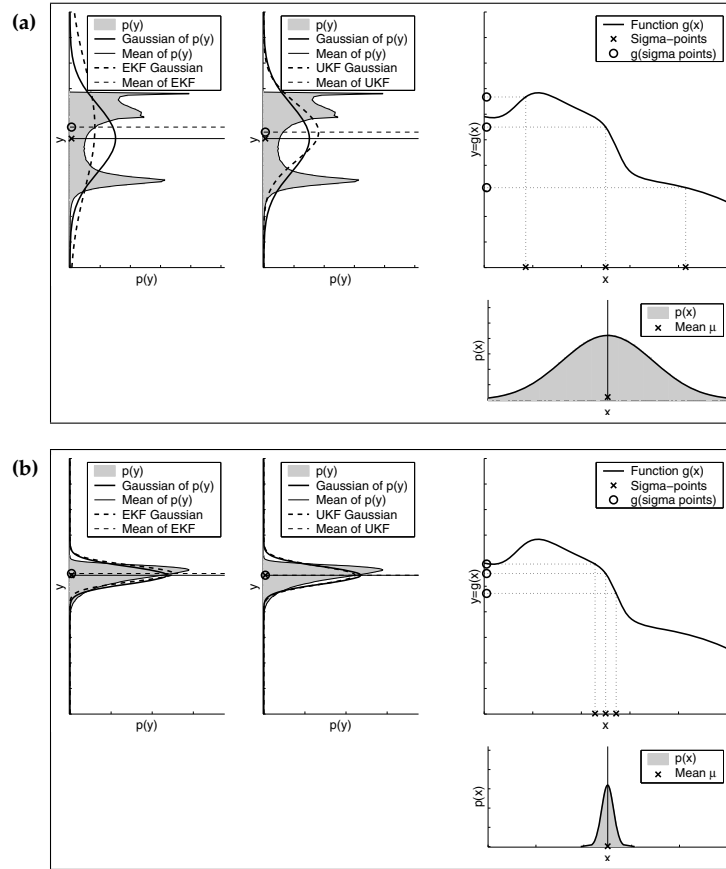 (a)
p(y)
Gaussian of p(y)
Mean of p(y)
EKF Gaussian
Mean of EKF
y
p(y)
p(y)
Gaussian of p(y)
Mean of p(y)
UKF Gaussian
Mean of UKF
y
p(y)
Function g(x)
Sigma-points
g(sigma points)
y=g(x)
x
p(x)
Mean μ
p(x)
x
(b)
p(y)
Gaussian of p(y)
Mean of p(y)
EKF Gaussian
Mean of EKF
y
p(y)
p(y)
Gaussian of p(y)
Mean of p(y)
UKF Gaussian
Mean of UKF
y
p(y)
Function g(x)
Sigma-points
g(sigma points)
y=g(x)
x
p(x)
Mean μ
p(x)
x